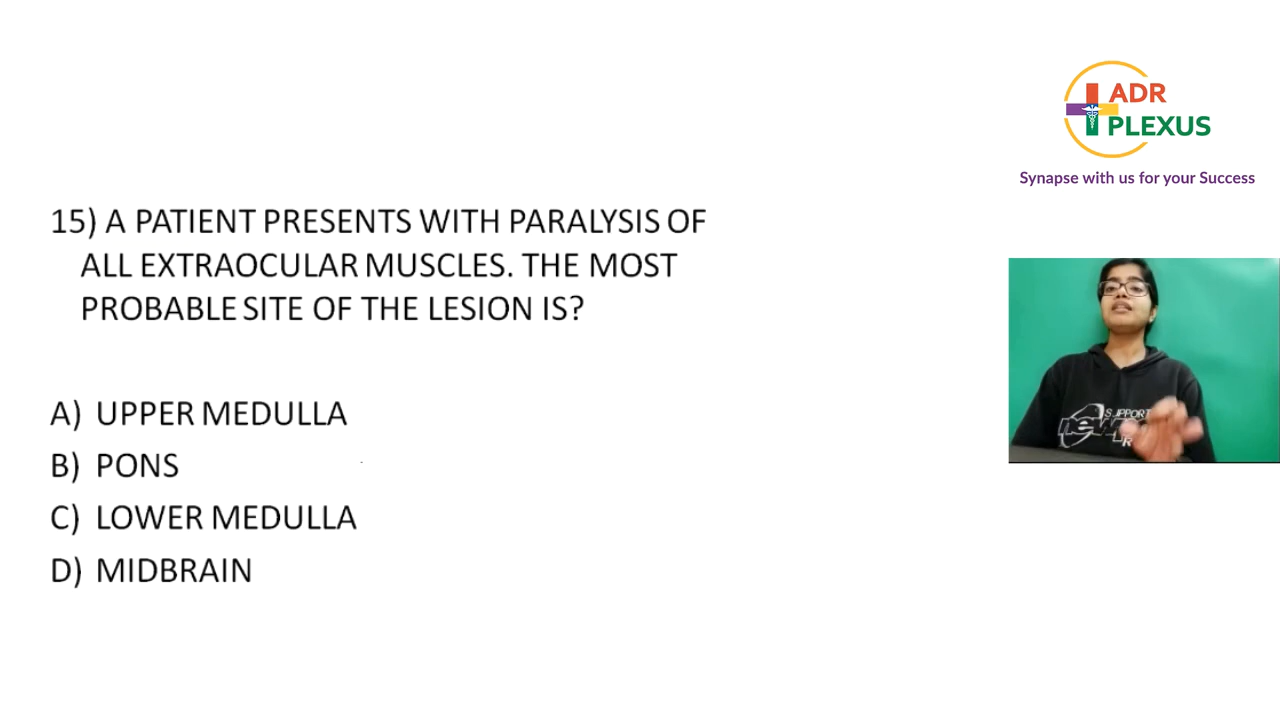 ADR
PLEXUS
Synapse with us for your Success
15) A PATIENT PRESENTS WITH PARALYSIS OF
ALL EXTRAOCULAR MUSCLES. THE MOST
PROBABLE SITE OF THE LESION IS?
A) UPPER MEDULLA
B) PONS
C) LOWER MEDULLA
D) MIDBRAIN